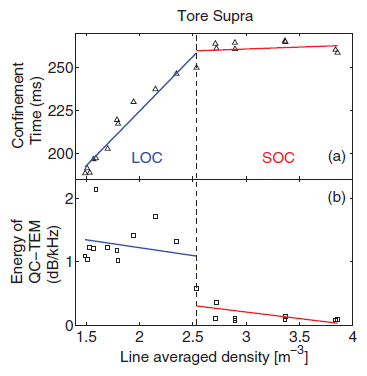 Tore Supra
Confinement
Time (ms)
250
225
200
LOC
SOC
(a)
Energy of
QC−TEM
(dB/kHz)
2
1
0
(b)
1.5 2 2.5 3 3.5 4
Line averaged density [m⁻³]